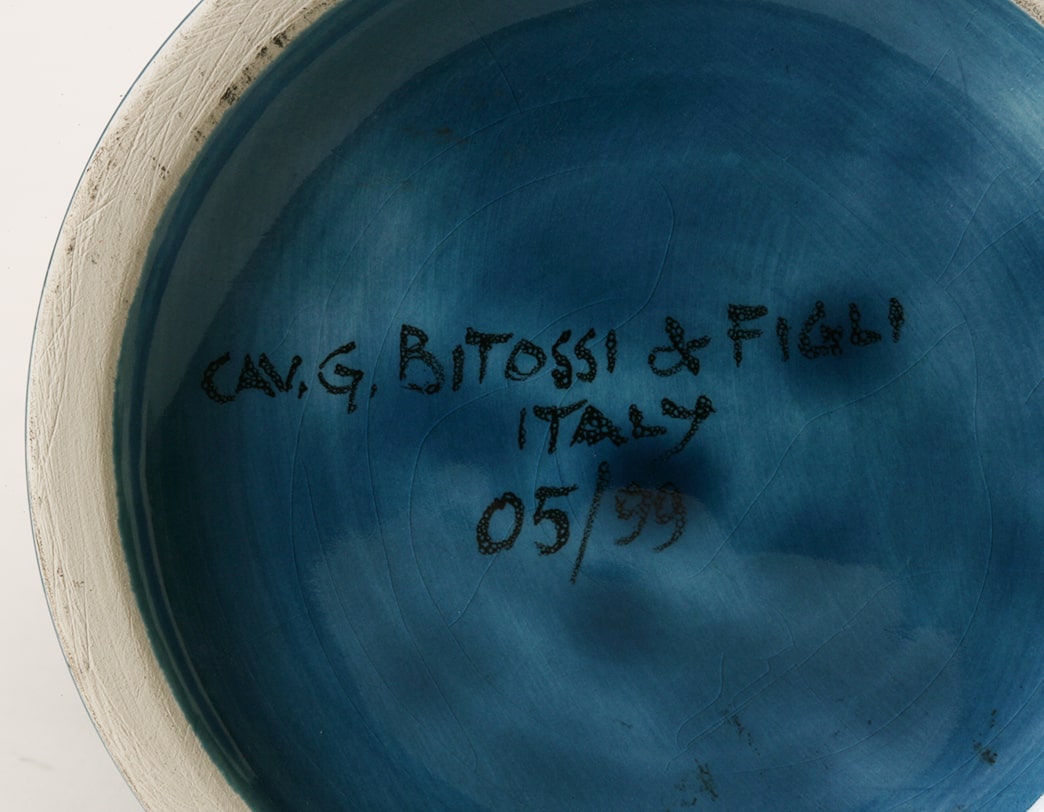 CAV. G. BITOSSI & FIGLI
ITALY
05/99